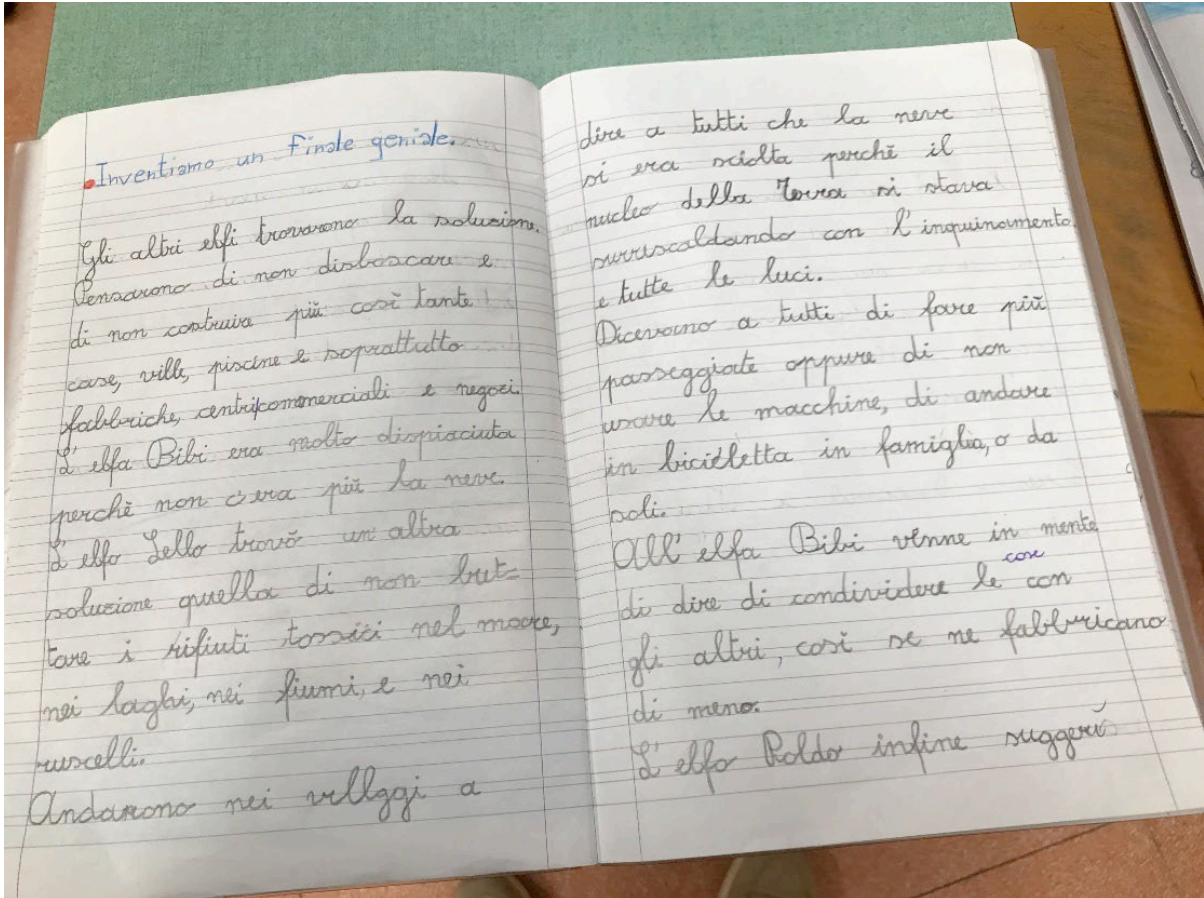 Inventiamo un finale geniale.
Gli altri elfi trovarono la soluzione.
Pensarono di non disboscare e
di non costruire più così tante
case, ville, piscine e soprattutto
fabbriche, centri commerciali e negozi.
L'elfa Bibi era molto dispiaciuta
perchè non c'era più la neve.
L'elfo Lello trovò un altra
soluzione quella di non but=
tare i rifiuti tossici nel mare,
nei laghi, nei fiumi, e nei
ruscelli.
Andarono nei villggi a
dire a tutti che la neve
si era sciolta perchè il
nucleo della Terra si stava
surriscaldando con l'inquinamento
e tutte le luci.
Dicevano a tutti di fare più
passeggiate oppure di non
usare le macchine, di andare
in bicicletta in famiglia, o da
soli.
All'elfa Bibi venne in mente
di dire di condividere le cose con
gli altri, così se ne fabbricano
di meno.
L'elfo Roldo infine suggerì